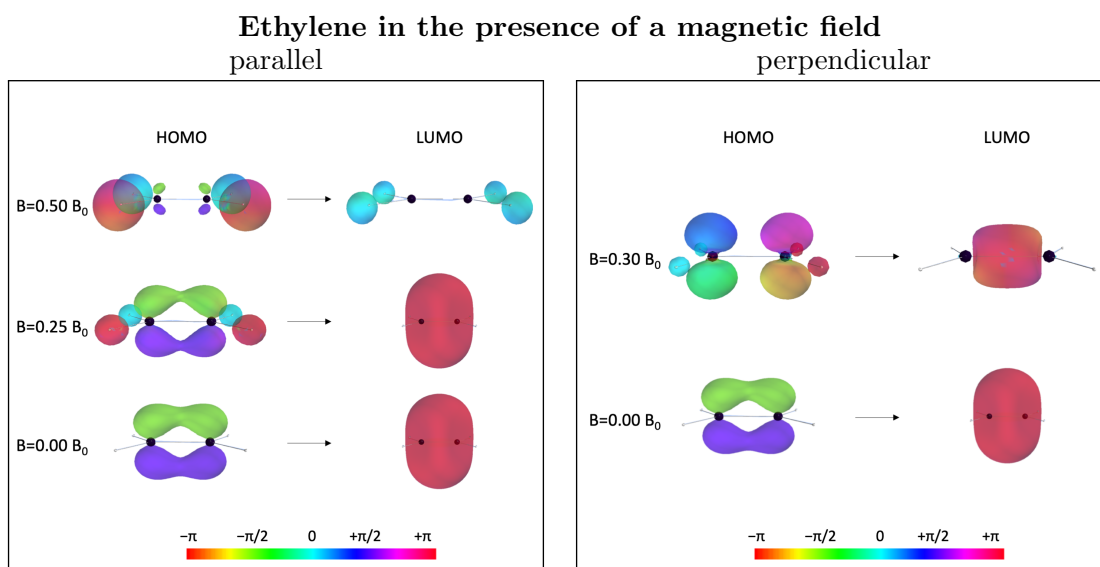 Ethylene in the presence of a magnetic field
parallel
HOMO LUMO
B=0.50 B₀
B=0.25 B₀
B=0.00 B₀
−π −π/2 0 +π/2 +π
perpendicular
HOMO LUMO
B=0.30 B₀
B=0.00 B₀
−π −π/2 0 +π/2 +π